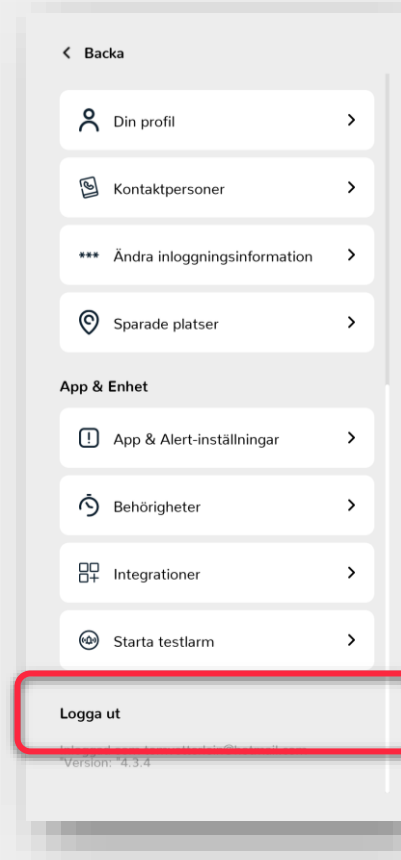 Backa
Din profil
Kontaktpersoner
*** Ändra inloggningsinformation
Sparade platser
App & Enhet
App & Alert-inställningar
Behörigheter
Integrationer
Starta testlarm
Logga ut
"Version: "4.3.4